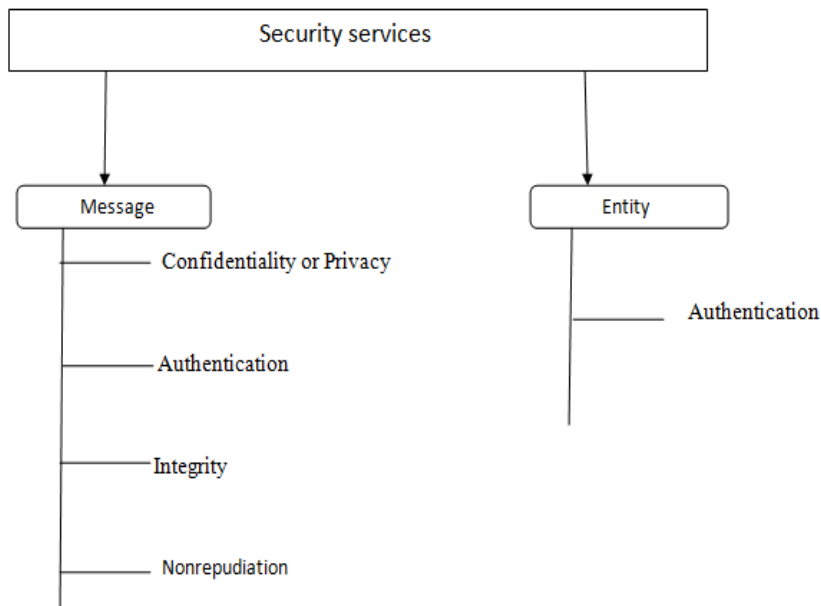 Security services
Message
Entity
Confidentiality or Privacy
Authentication
Authentication
Integrity
Nonrepudiation